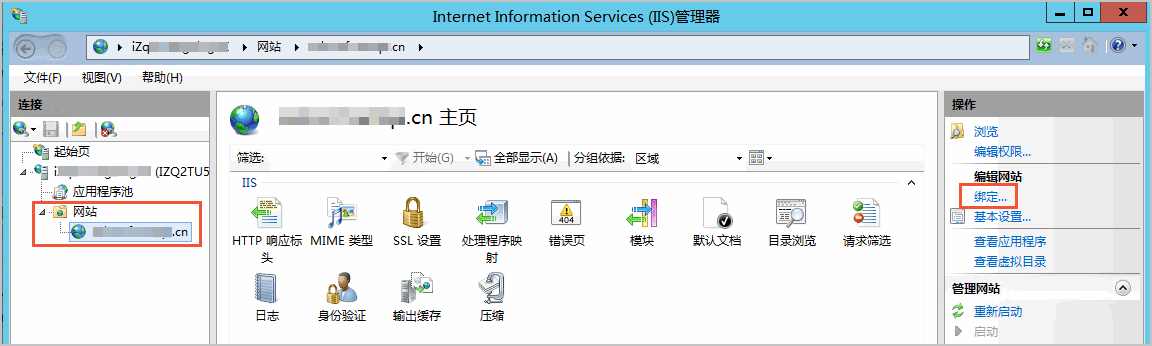 Internet Information Services (IIS)管理器
iZq
网站
.cn
文件(F) 视图(V) 帮助(H)
连接
起始页
(IZQ2TU5
应用程序池
网站
.cn
.cn 主页
筛选:
开始(G)
全部显示(A)
分组依据:
区域
IIS
HTTP 响应标头
MIME 类型
SSL 设置
处理程序映射
404
错误页
模块
默认文档
目录浏览
请求筛选
日志
身份验证
输出缓存
压缩
操作
浏览
编辑权限...
编辑网站
绑定...
基本设置...
查看应用程序
查看虚拟目录
管理网站
重新启动
启动